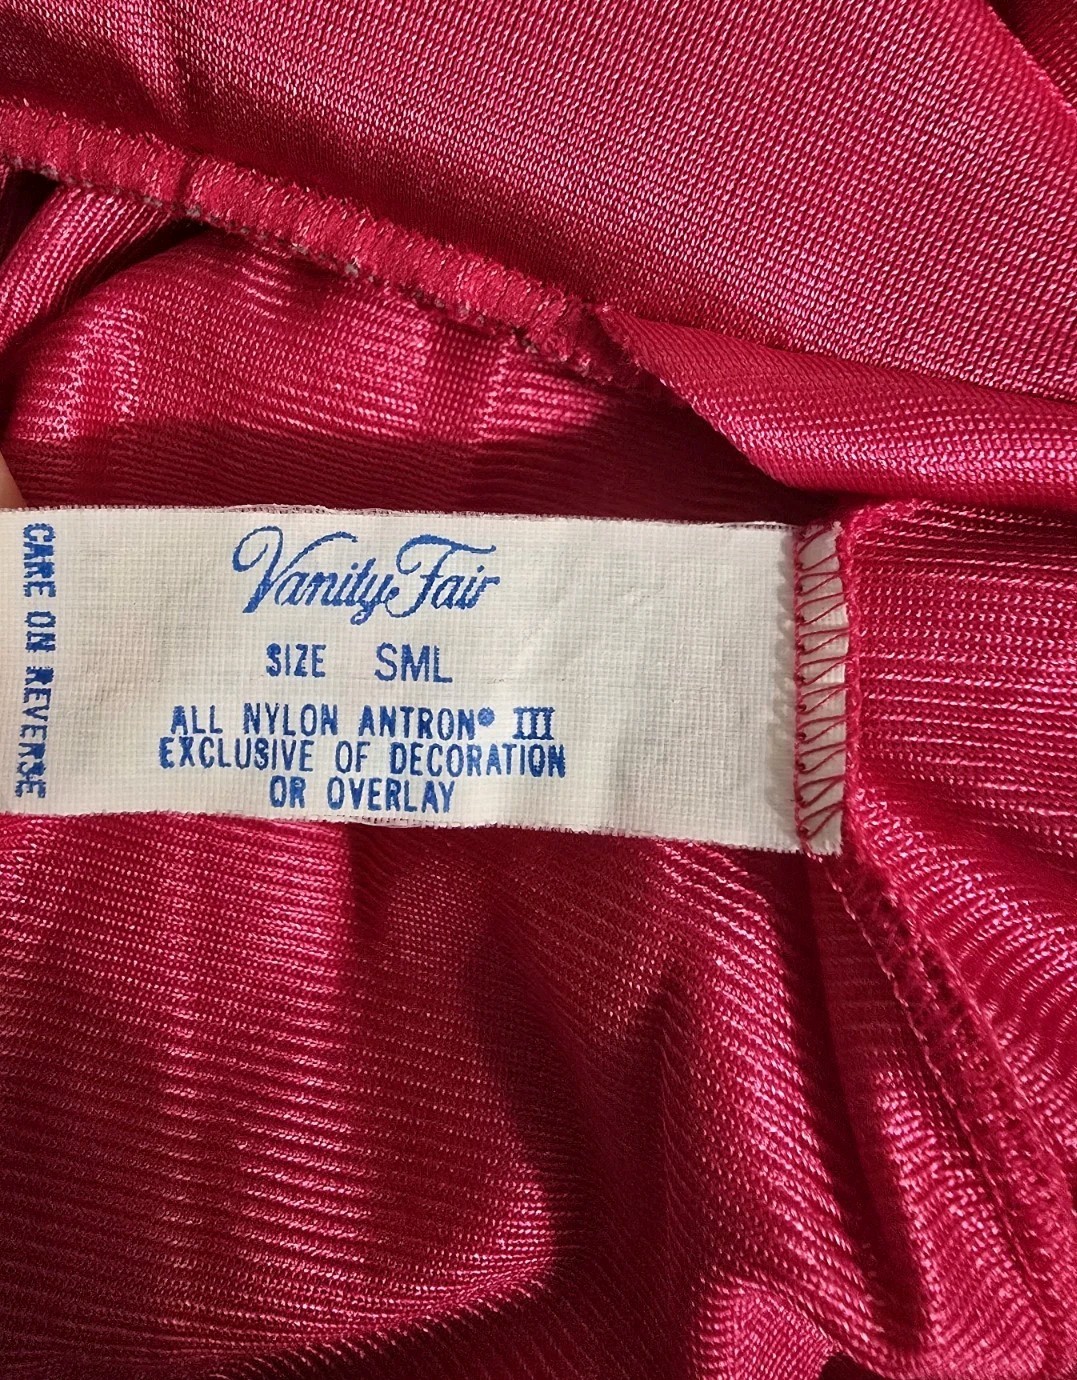 Vanity Fair
SIZE SML
ALL NYLON ANTRON® III
EXCLUSIVE OF DECORATION
OR OVERLAY
CARE ON REVERSE